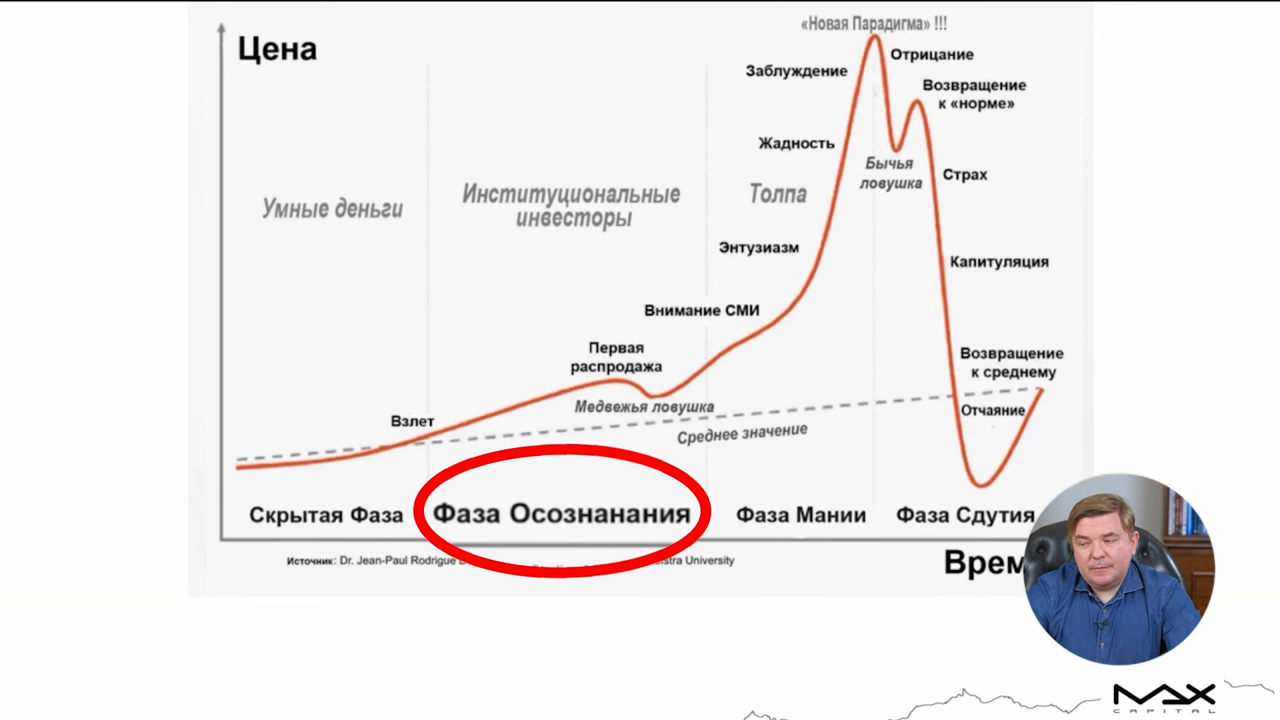 «Новая Парадигма» !!!
Цена
Отрицание
Заблуждение
Возвращение
к «норме»
Жадность
Бычья
ловушка
Страх
Умные деньги
Институциональные
инвесторы
Толпа
Энтузиазм
Капитуляция
Внимание СМИ
Первая
распродажа
Возвращение
к среднему
Медвежья ловушка
Отчаяние
Взлет
Среднее значение
Скрытая Фаза
Фаза Осознанания
Фаза Мании
Фаза Сдутия
Источник: Dr. Jean-Paul Rodrigue
University
Врем
MAX
CAPITAL